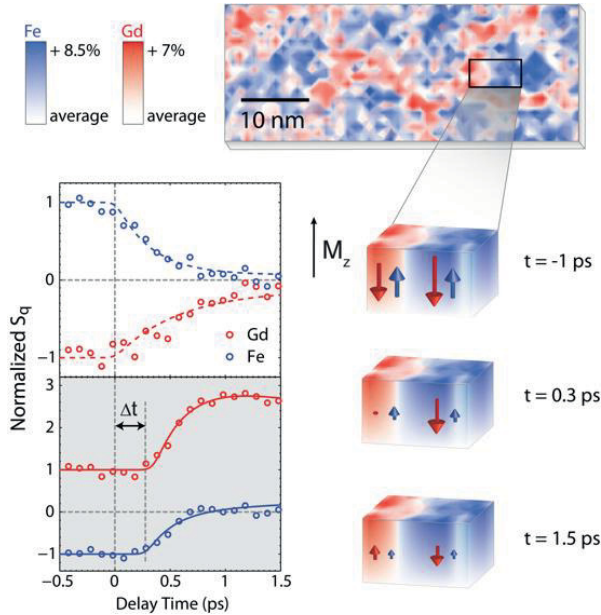 Fe
Gd
+ 8.5%
+ 7%
average
average
10 nm
1
0
-1
Normalized Sq
Gd
Fe
Mz
t = -1 ps
3
2
1
0
-1
Δt
t = 0.3 ps
-0.5
0
0.5
1
1.5
Delay Time (ps)
t = 1.5 ps